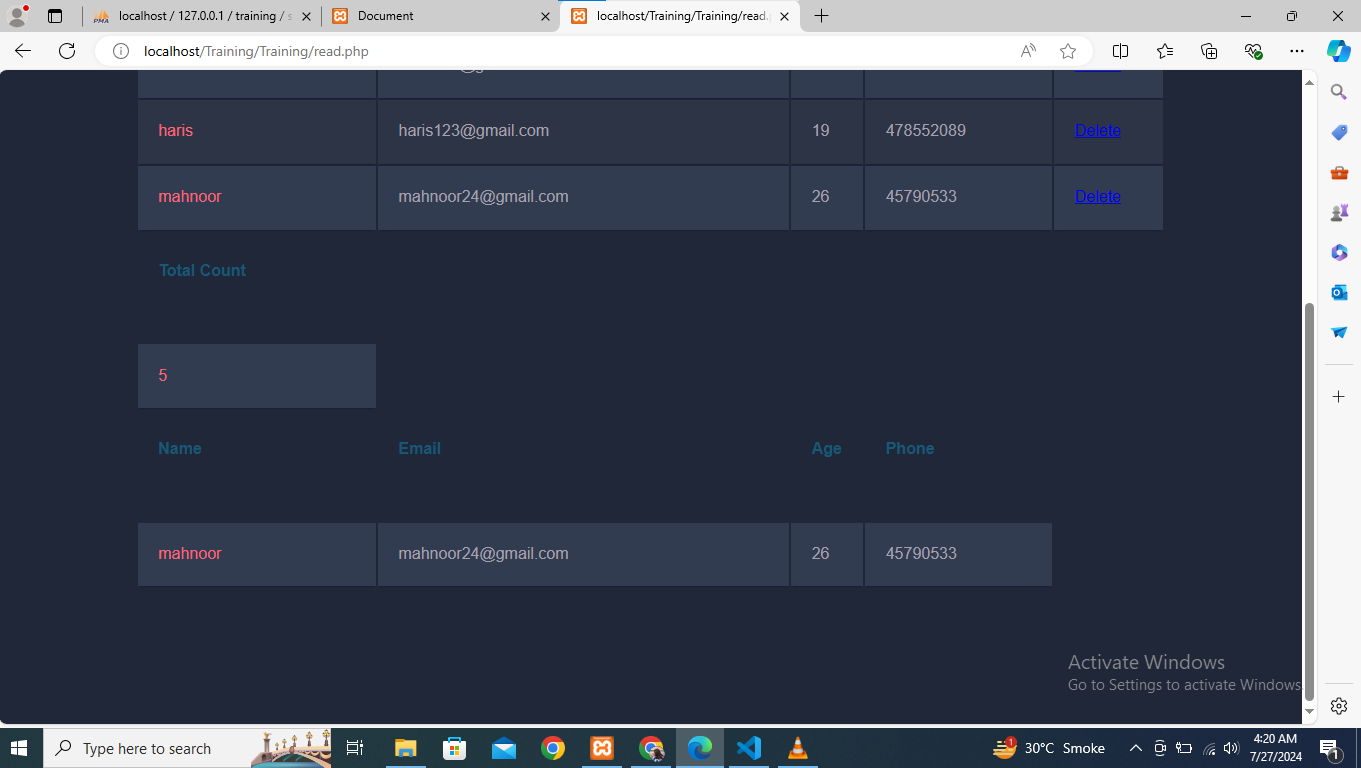 localhost / 127.0.0.1 / training / s
Document
localhost/Training/Training/read.p
localhost/Training/Training/read.php
haris haris123@gmail.com 19 478552089 Delete
mahnoor mahnoor24@gmail.com 26 45790533 Delete
Total Count
5
Name Email Age Phone
mahnoor mahnoor24@gmail.com 26 45790533
Activate Windows
Go to Settings to activate Windows.
Type here to search
30°C Smoke
4:20 AM
7/27/2024